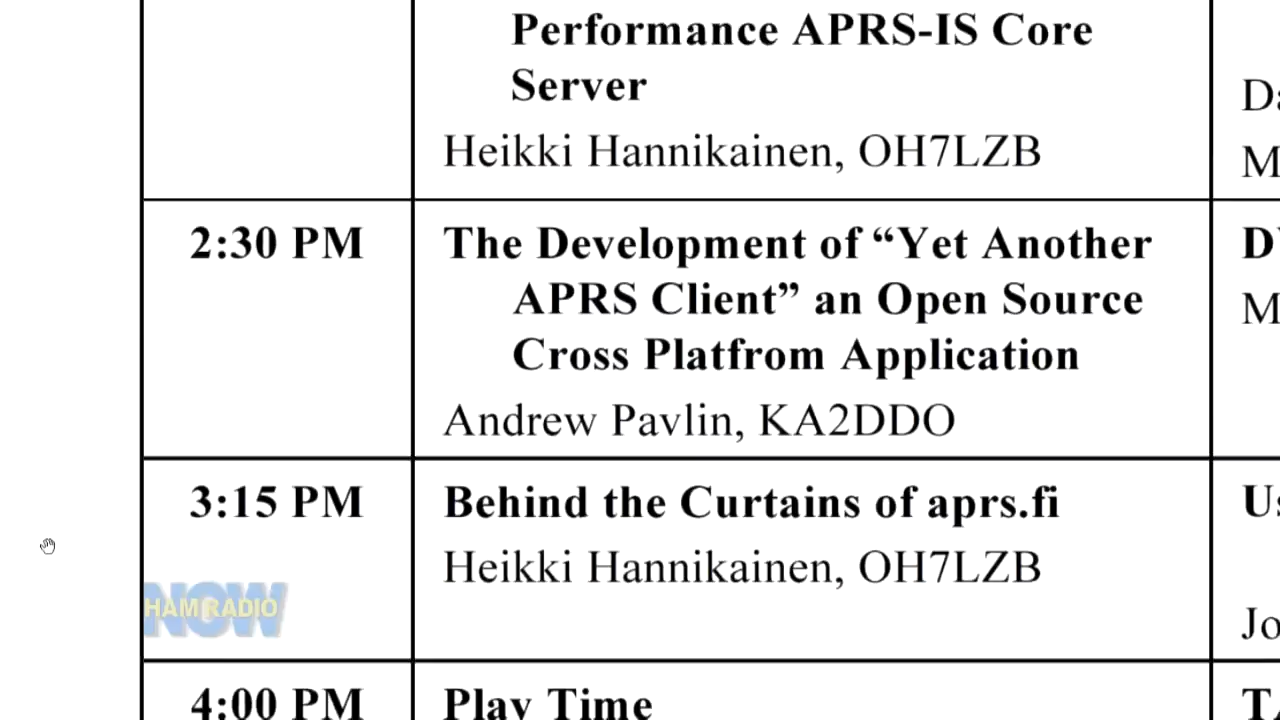 Performance APRS-IS Core
Server
Heikki Hannikainen, OH7LZB
2:30 PM
The Development of “Yet Another
APRS Client” an Open Source
Cross Platfrom Application
Andrew Pavlin, KA2DDO
3:15 PM
Behind the Curtains of aprs.fi
Heikki Hannikainen, OH7LZB
HAM RADIO
NOW
4:00 PM
Play Time